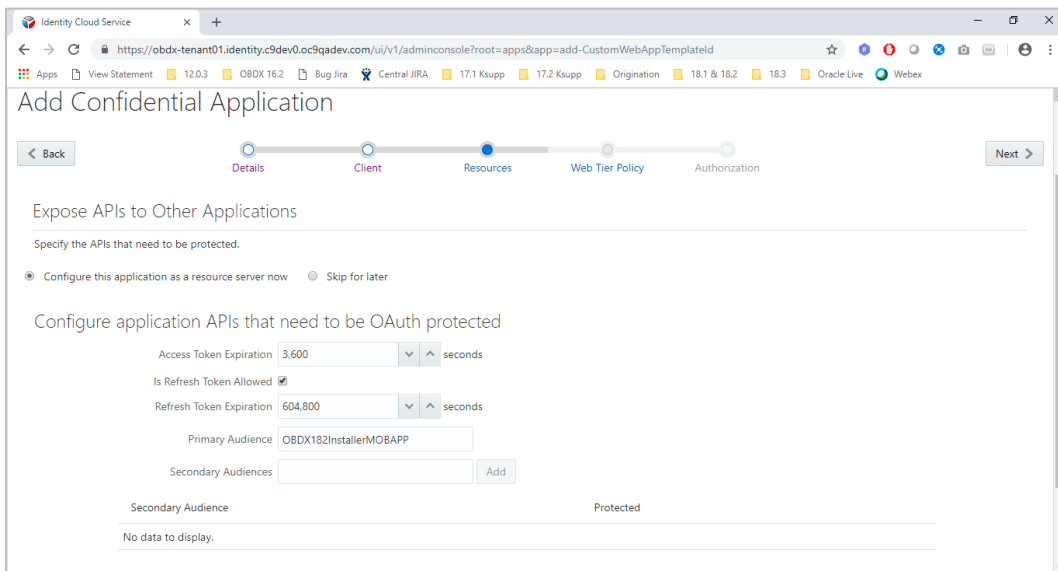 Identity Cloud Service
https://obdx-tenant01.identity.c9dev0.oc9qadev.com/ui/v1/adminconsole?root=apps&app=add-CustomWebAppTemplateId
Apps View Statement 12.0.3 OBDX 16.2 Bug Jira Central JIRA 17.1 Ksupp 17.2 Ksupp Origination 18.1 & 18.2 18.3 Oracle Live Webex
Add Confidential Application
Back
Next
Details Client Resources Web Tier Policy Authorization
Expose APIs to Other Applications
Specify the APIs that need to be protected.
Configure this application as a resource server now Skip for later
Configure application APIs that need to be OAuth protected
Access Token Expiration 3,600 seconds
Is Refresh Token Allowed
Refresh Token Expiration 604,800 seconds
Primary Audience OBDX182InstallerMOBAPP
Secondary Audiences Add
Secondary Audience Protected
No data to display.